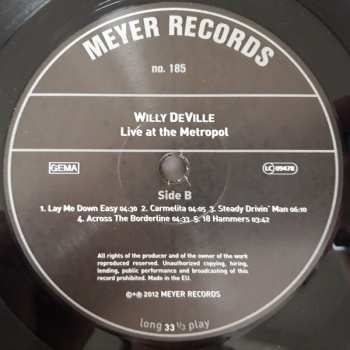 MEYER RECORDS
no. 185
WILLY DEVILLE
Live at the Metropol
GEMA
LC 09478
Side B
1. Lay Me Down Easy 04:30 2. Carmelita 04:05 3. Steady Drivin' Man 06:10
4. Across The Borderline 04:33 5. 18 Hammers 03:42
All rights of the producer and of the owner of the work
reproduced reserved. Unauthorized copying, hiring,
lending, public performance and broadcasting of this
record prohibited. Made in the EU.
©+℗ 2012 MEYER RECORDS
long 33 1/3 play